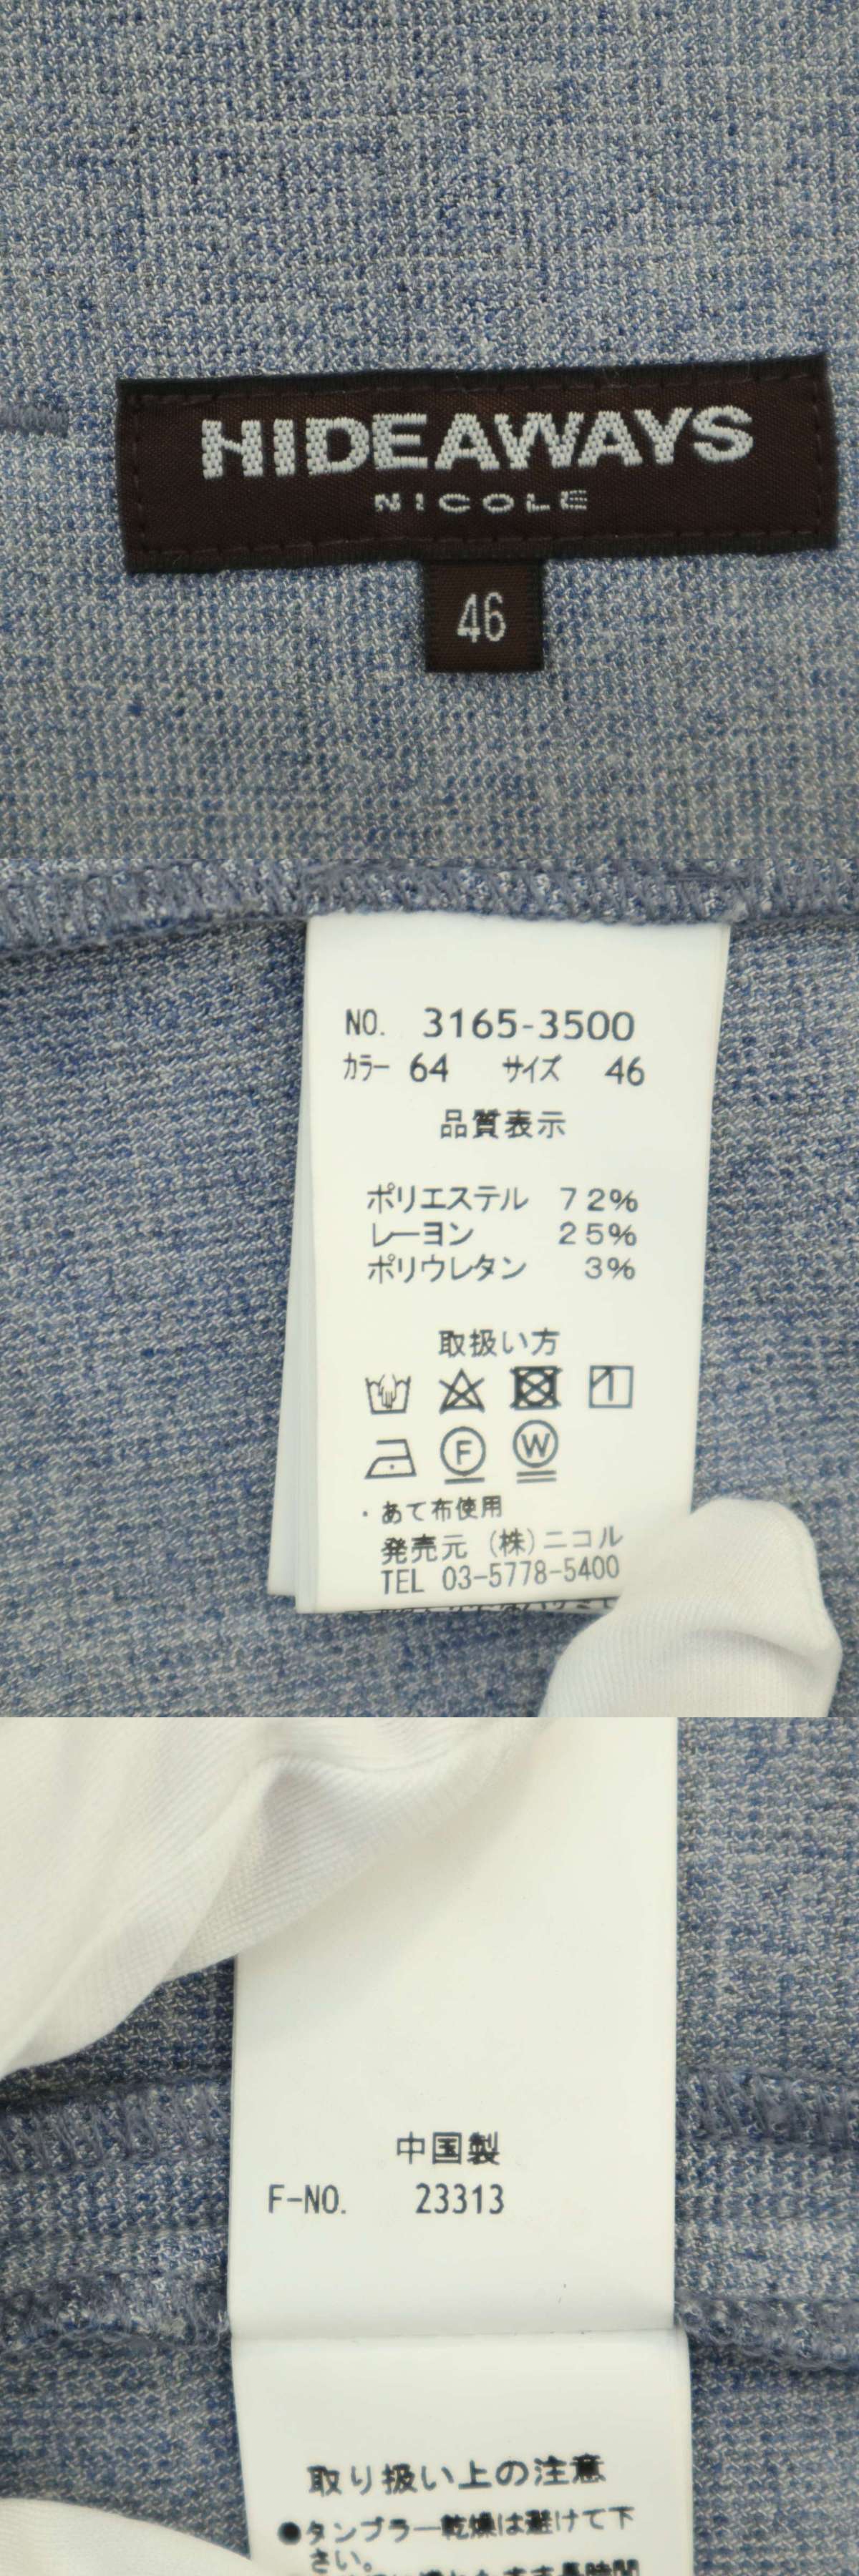 HIDEAWAYS
NICOLE
46
NO. 3165-3500
カラー 64 サイズ 46
品質表示
ポリエステル 72%
レーヨン 25%
ポリウレタン 3%
取扱い方
F W
・あて布使用
発売元 (株)ニコル
TEL 03-5778-5400
中国製
F-NO. 23313
取り扱い上の注意
●タンブラー乾燥は避けて下
さい。